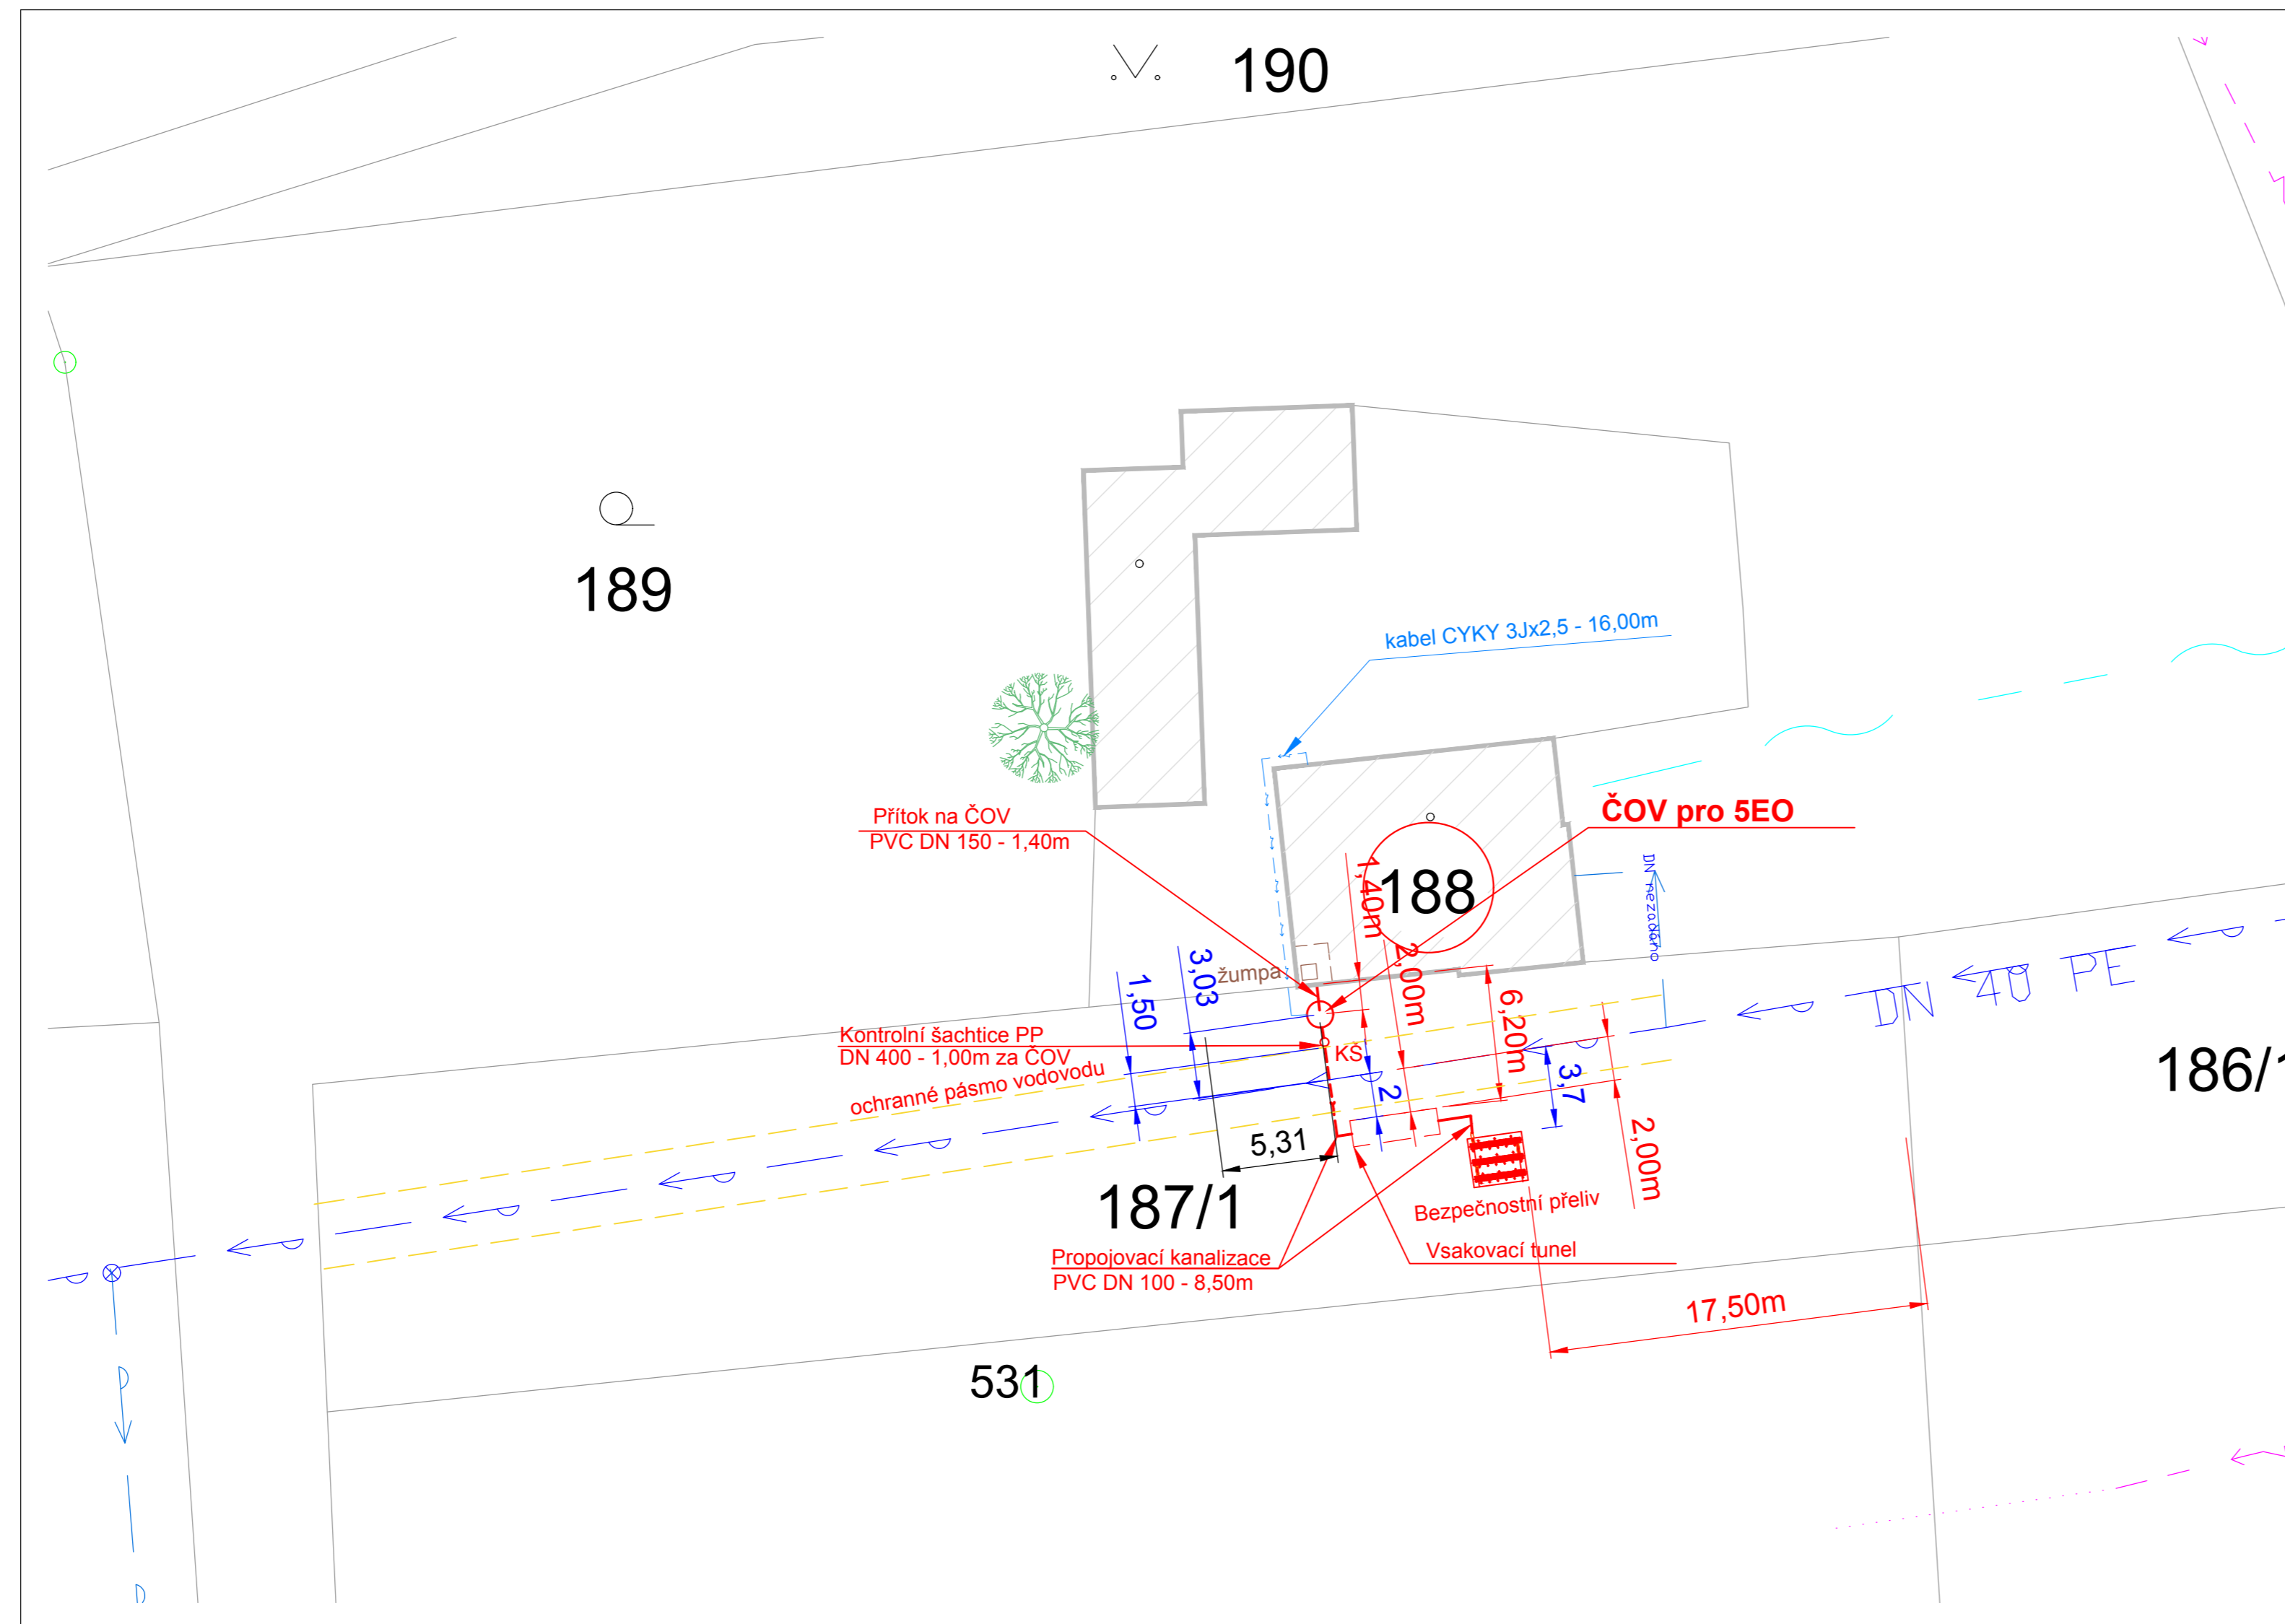 190
189
kabel CYKY 3Jx2,5 - 16,00m
Přítok na ČOV
PVC DN 150 - 1,40m
ČOV pro 5EO
188
1,40m
DN nezadáno
žumpa
3,03
1,50
2,00m
6,20m
DN 40 PE
Kontrolní šachtice PP
DN 400 - 1,00m za ČOV
KŠ
ochranné pásmo vodovodu
186/1
3,7
2
5,31
2,00m
187/1
Bezpečnostní přeliv
Vsakovací tunel
Propojovací kanalizace
PVC DN 100 - 8,50m
17,50m
531